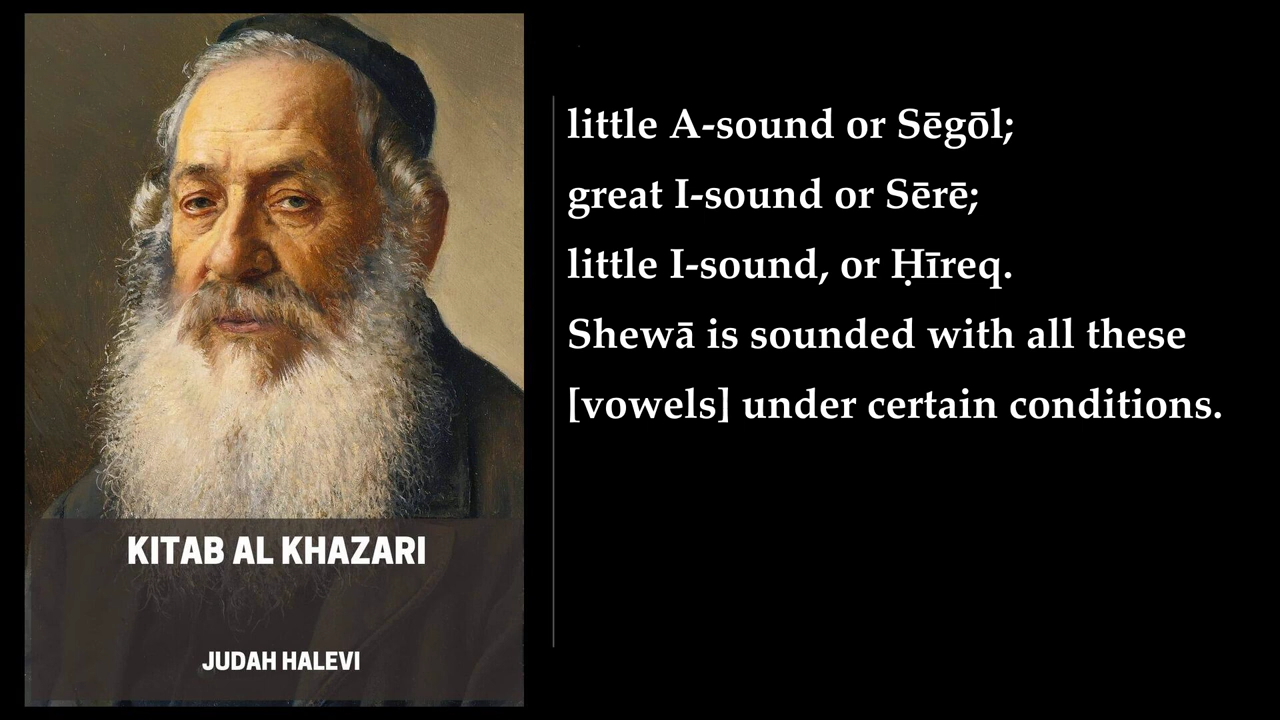 KITAB AL KHAZARI
JUDAH HALEVI
little A-sound or Sēgōl;
great I-sound or Sērē;
little I-sound, or Ḥīreq.
Shewā is sounded with all these
[vowels] under certain conditions.